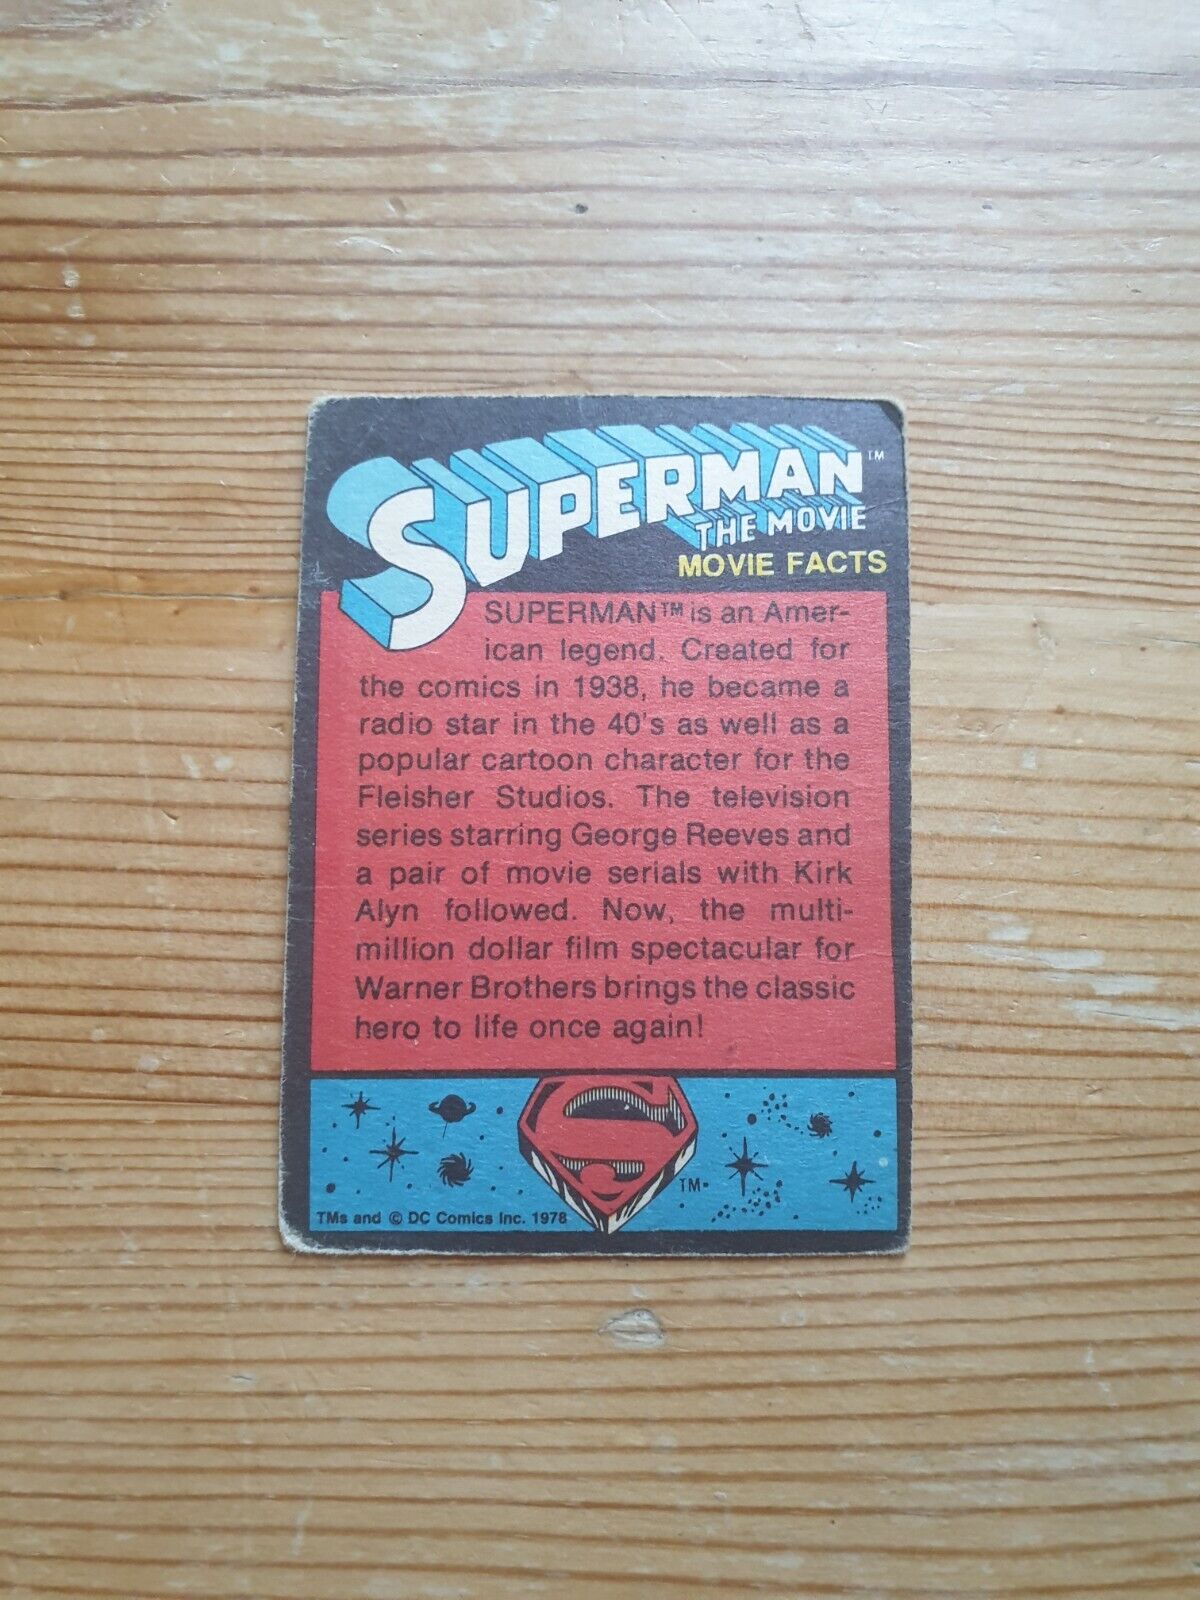 SUPERMAN™
THE MOVIE
MOVIE FACTS
SUPERMAN™ is an Amer-
ican legend. Created for
the comics in 1938, he became a
radio star in the 40's as well as a
popular cartoon character for the
Fleisher Studios. The television
series starring George Reeves and
a pair of movie serials with Kirk
Alyn followed. Now, the multi-
million dollar film spectacular for
Warner Brothers brings the classic
hero to life once again!
S
TM•
TMs and © DC Comics Inc. 1978